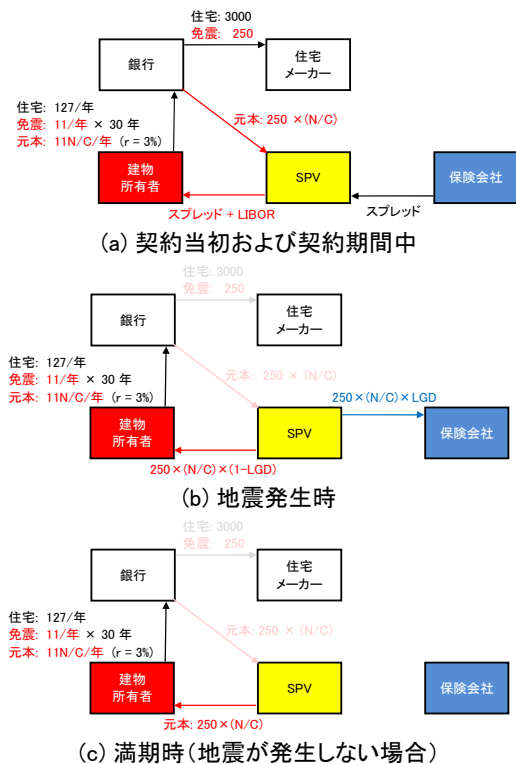 住宅: 3000
免震: 250
銀行
住宅
メーカー
住宅: 127/年
免震: 11/年 × 30 年
元本: 11N/C/年 (r = 3%)
元本: 250 ×(N/C)
建物
所有者
SPV
保険会社
スプレッド + LIBOR
スプレッド
(a) 契約当初および契約期間中
住宅: 3000
免震: 250
銀行
住宅
メーカー
住宅: 127/年
免震: 11/年 × 30 年
元本: 11N/C/年 (r = 3%)
元本: 250 ×(N/C)
250×(N/C)×LGD
建物
所有者
SPV
保険会社
250×(N/C)×(1-LGD)
(b) 地震発生時
住宅: 3000
免震: 250
銀行
住宅
メーカー
住宅: 127/年
免震: 11/年 × 30 年
元本: 11N/C/年 (r = 3%)
元本: 250 ×(N/C)
建物
所有者
SPV
保険会社
元本: 250×(N/C)
(c) 満期時(地震が発生しない場合)